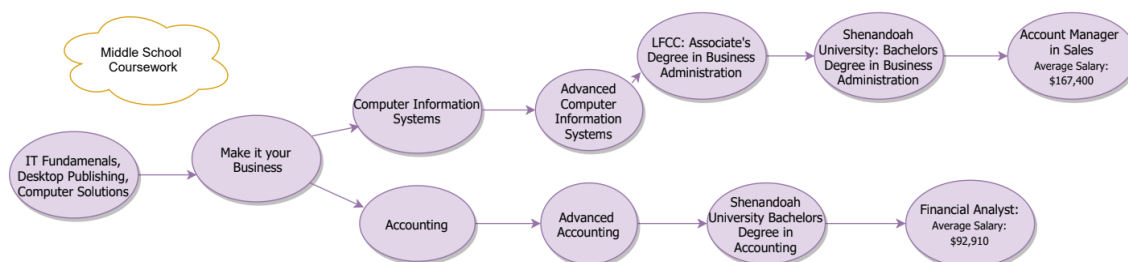 Middle School
Coursework
IT Fundamenals,
Desktop Publishing,
Computer Solutions
Make it your
Business
Computer Information
Systems
Advanced
Computer
Information
Systems
LFCC: Associate's
Degree in Business
Administration
Shenandoah
University: Bachelors
Degree in Business
Administration
Account Manager
in Sales
Average Salary:
$167,400
Accounting
Advanced
Accounting
Shenandoah
University Bachelors
Degree in
Accounting
Financial Analyst:
Average Salary:
$92,910